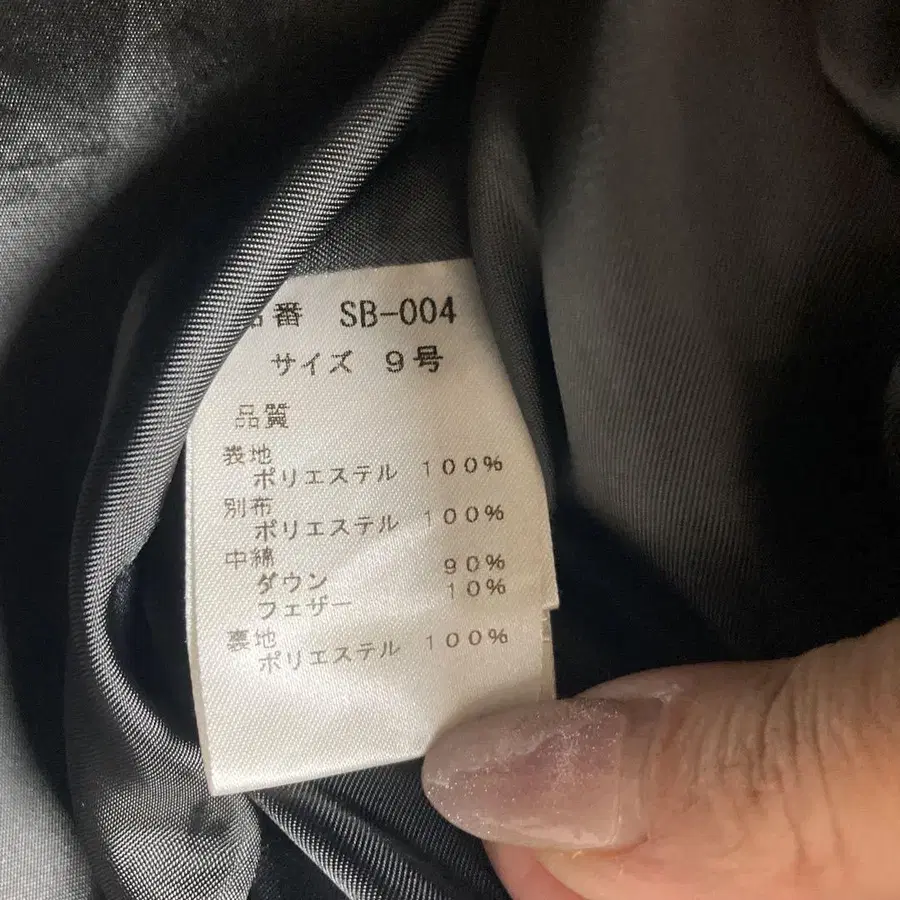 品番 SB-004
サイズ 9号
品質
表地
ポリエステル 100%
別布
ポリエステル 100%
中綿
ダウン 90%
フェザー 10%
裏地
ポリエステル 100%